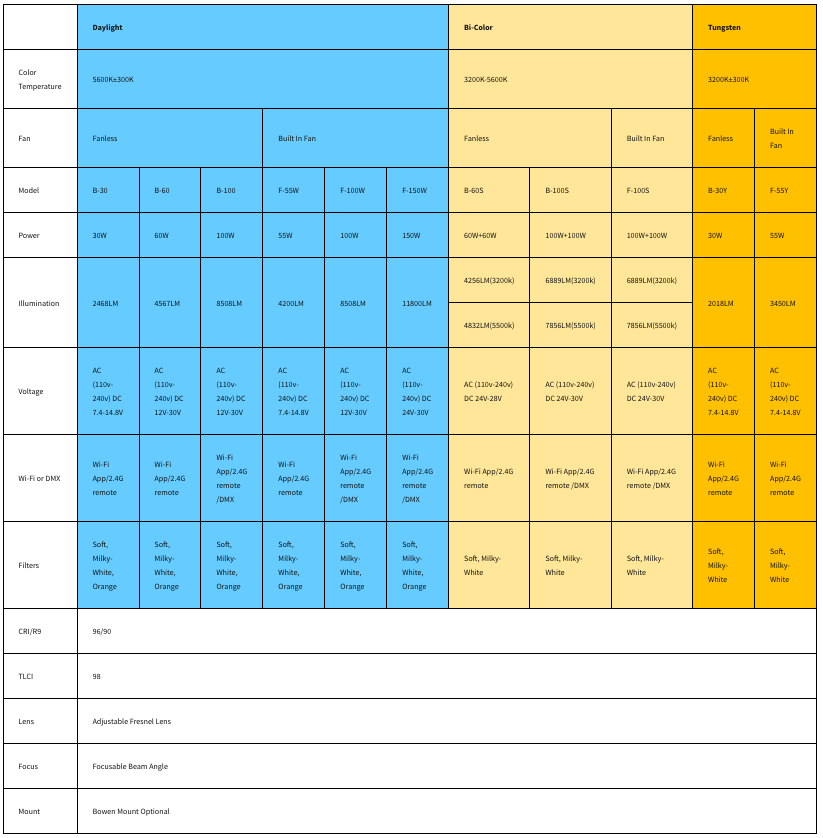 Daylight
Bi-Color
Tungsten
Color
Temperature
5600K±300K
3200K-5600K
3200K±300K
Fan
Fanless
Built In Fan
Fanless
Built In Fan
Fanless
Built In
Fan
Model
B-30
B-60
B-100
F-55W
F-100W
F-150W
B-60S
B-100S
F-100S
B-30Y
F-55Y
Power
30W
60W
100W
55W
100W
150W
60W+60W
100W+100W
100W+100W
30W
55W
Illumination
2468LM
4567LM
8508LM
4200LM
8508LM
11800LM
4256LM(3200k)
6889LM(3200k)
6889LM(3200k)
4832LM(5500k)
7856LM(5500k)
7856LM(5500k)
2018LM
3450LM
Voltage
AC
(110v-
240v) DC
7.4-14.8V
AC
(110v-
240v) DC
12V-30V
AC
(110v-
240v) DC
12V-30V
AC
(110v-
240v) DC
7.4-14.8V
AC
(110v-
240v) DC
12V-30V
AC
(110v-
240v) DC
24V-30V
AC (110v-240v)
DC 24V-28V
AC (110v-240v)
DC 24V-30V
AC (110v-240v)
DC 24V-30V
AC
(110v-
240v) DC
7.4-14.8V
AC
(110v-
240v) DC
7.4-14.8V
Wi-Fi or DMX
Wi-Fi
App/2.4G
remote
Wi-Fi
App/2.4G
remote
Wi-Fi
App/2.4G
remote
/DMX
Wi-Fi
App/2.4G
remote
Wi-Fi
App/2.4G
remote
/DMX
Wi-Fi
App/2.4G
remote
/DMX
Wi-Fi App/2.4G
remote
Wi-Fi App/2.4G
remote /DMX
Wi-Fi App/2.4G
remote /DMX
Wi-Fi
App/2.4G
remote
Wi-Fi
App/2.4G
remote
Filters
Soft,
Milky-
White,
Orange
Soft,
Milky-
White,
Orange
Soft,
Milky-
White,
Orange
Soft,
Milky-
White,
Orange
Soft,
Milky-
White,
Orange
Soft,
Milky-
White,
Orange
Soft, Milky-
White
Soft, Milky-
White
Soft, Milky-
White
Soft,
Milky-
White
Soft,
Milky-
White
CRI/R9
96/90
TLCI
98
Lens
Adjustable Fresnel Lens
Focus
Focusable Beam Angle
Mount
Bowen Mount Optional